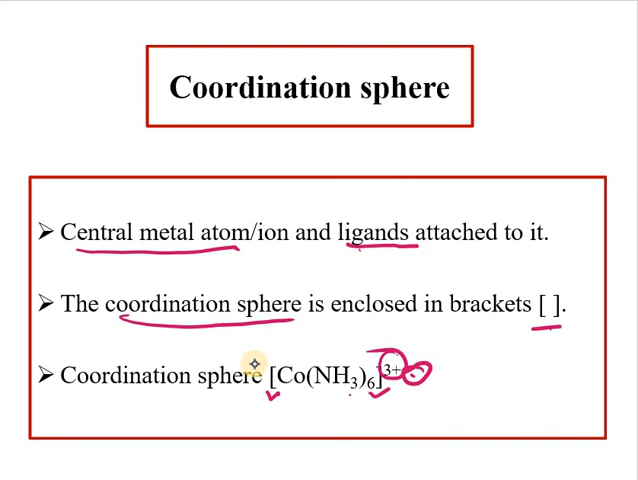 Coordination sphere
➢ Central metal atom/ion and ligands attached to it.
➢ The coordination sphere is enclosed in brackets [ ].
➢ Coordination sphere [Co(NH₃)₆]³⁺